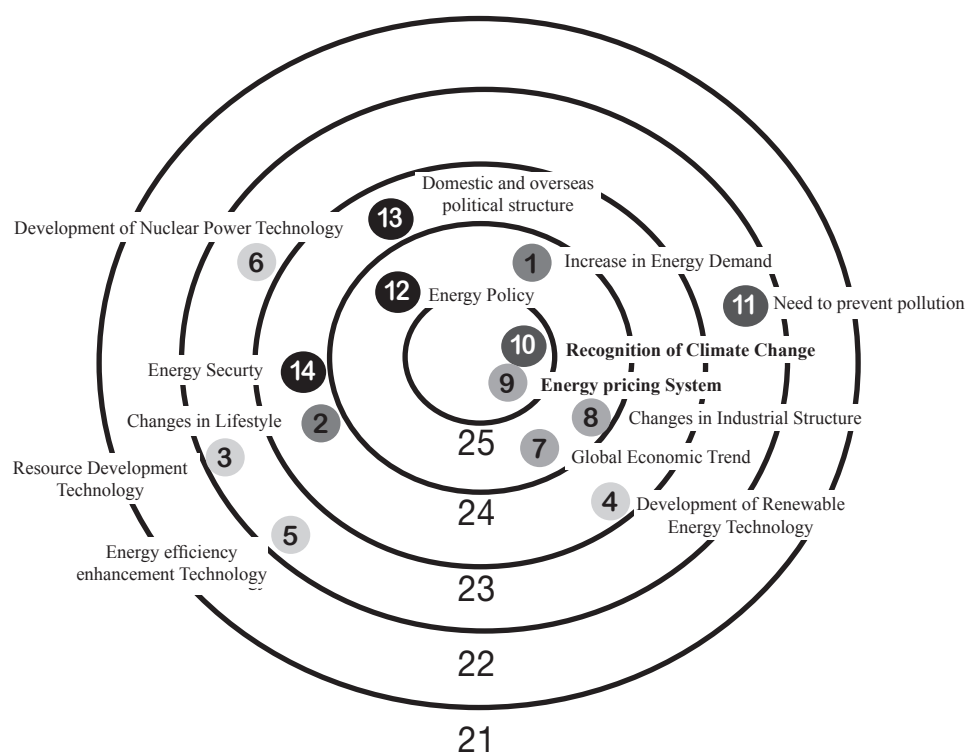 Domestic and overseas
political structure
13
Development of Nuclear Power Technology
6
1
Increase in Energy Demand
12
Energy Policy
11
Need to prevent pollution
10
Recognition of Climate Change
Energy Securty
14
9
Energy pricing System
Changes in Lifestyle
2
8
Changes in Industrial Structure
25
7
Global Economic Trend
3
Resource Development
Technology
4
Development of Renewable
Energy Technology
24
5
Energy efficiency
enhancement Technology
23
22
21